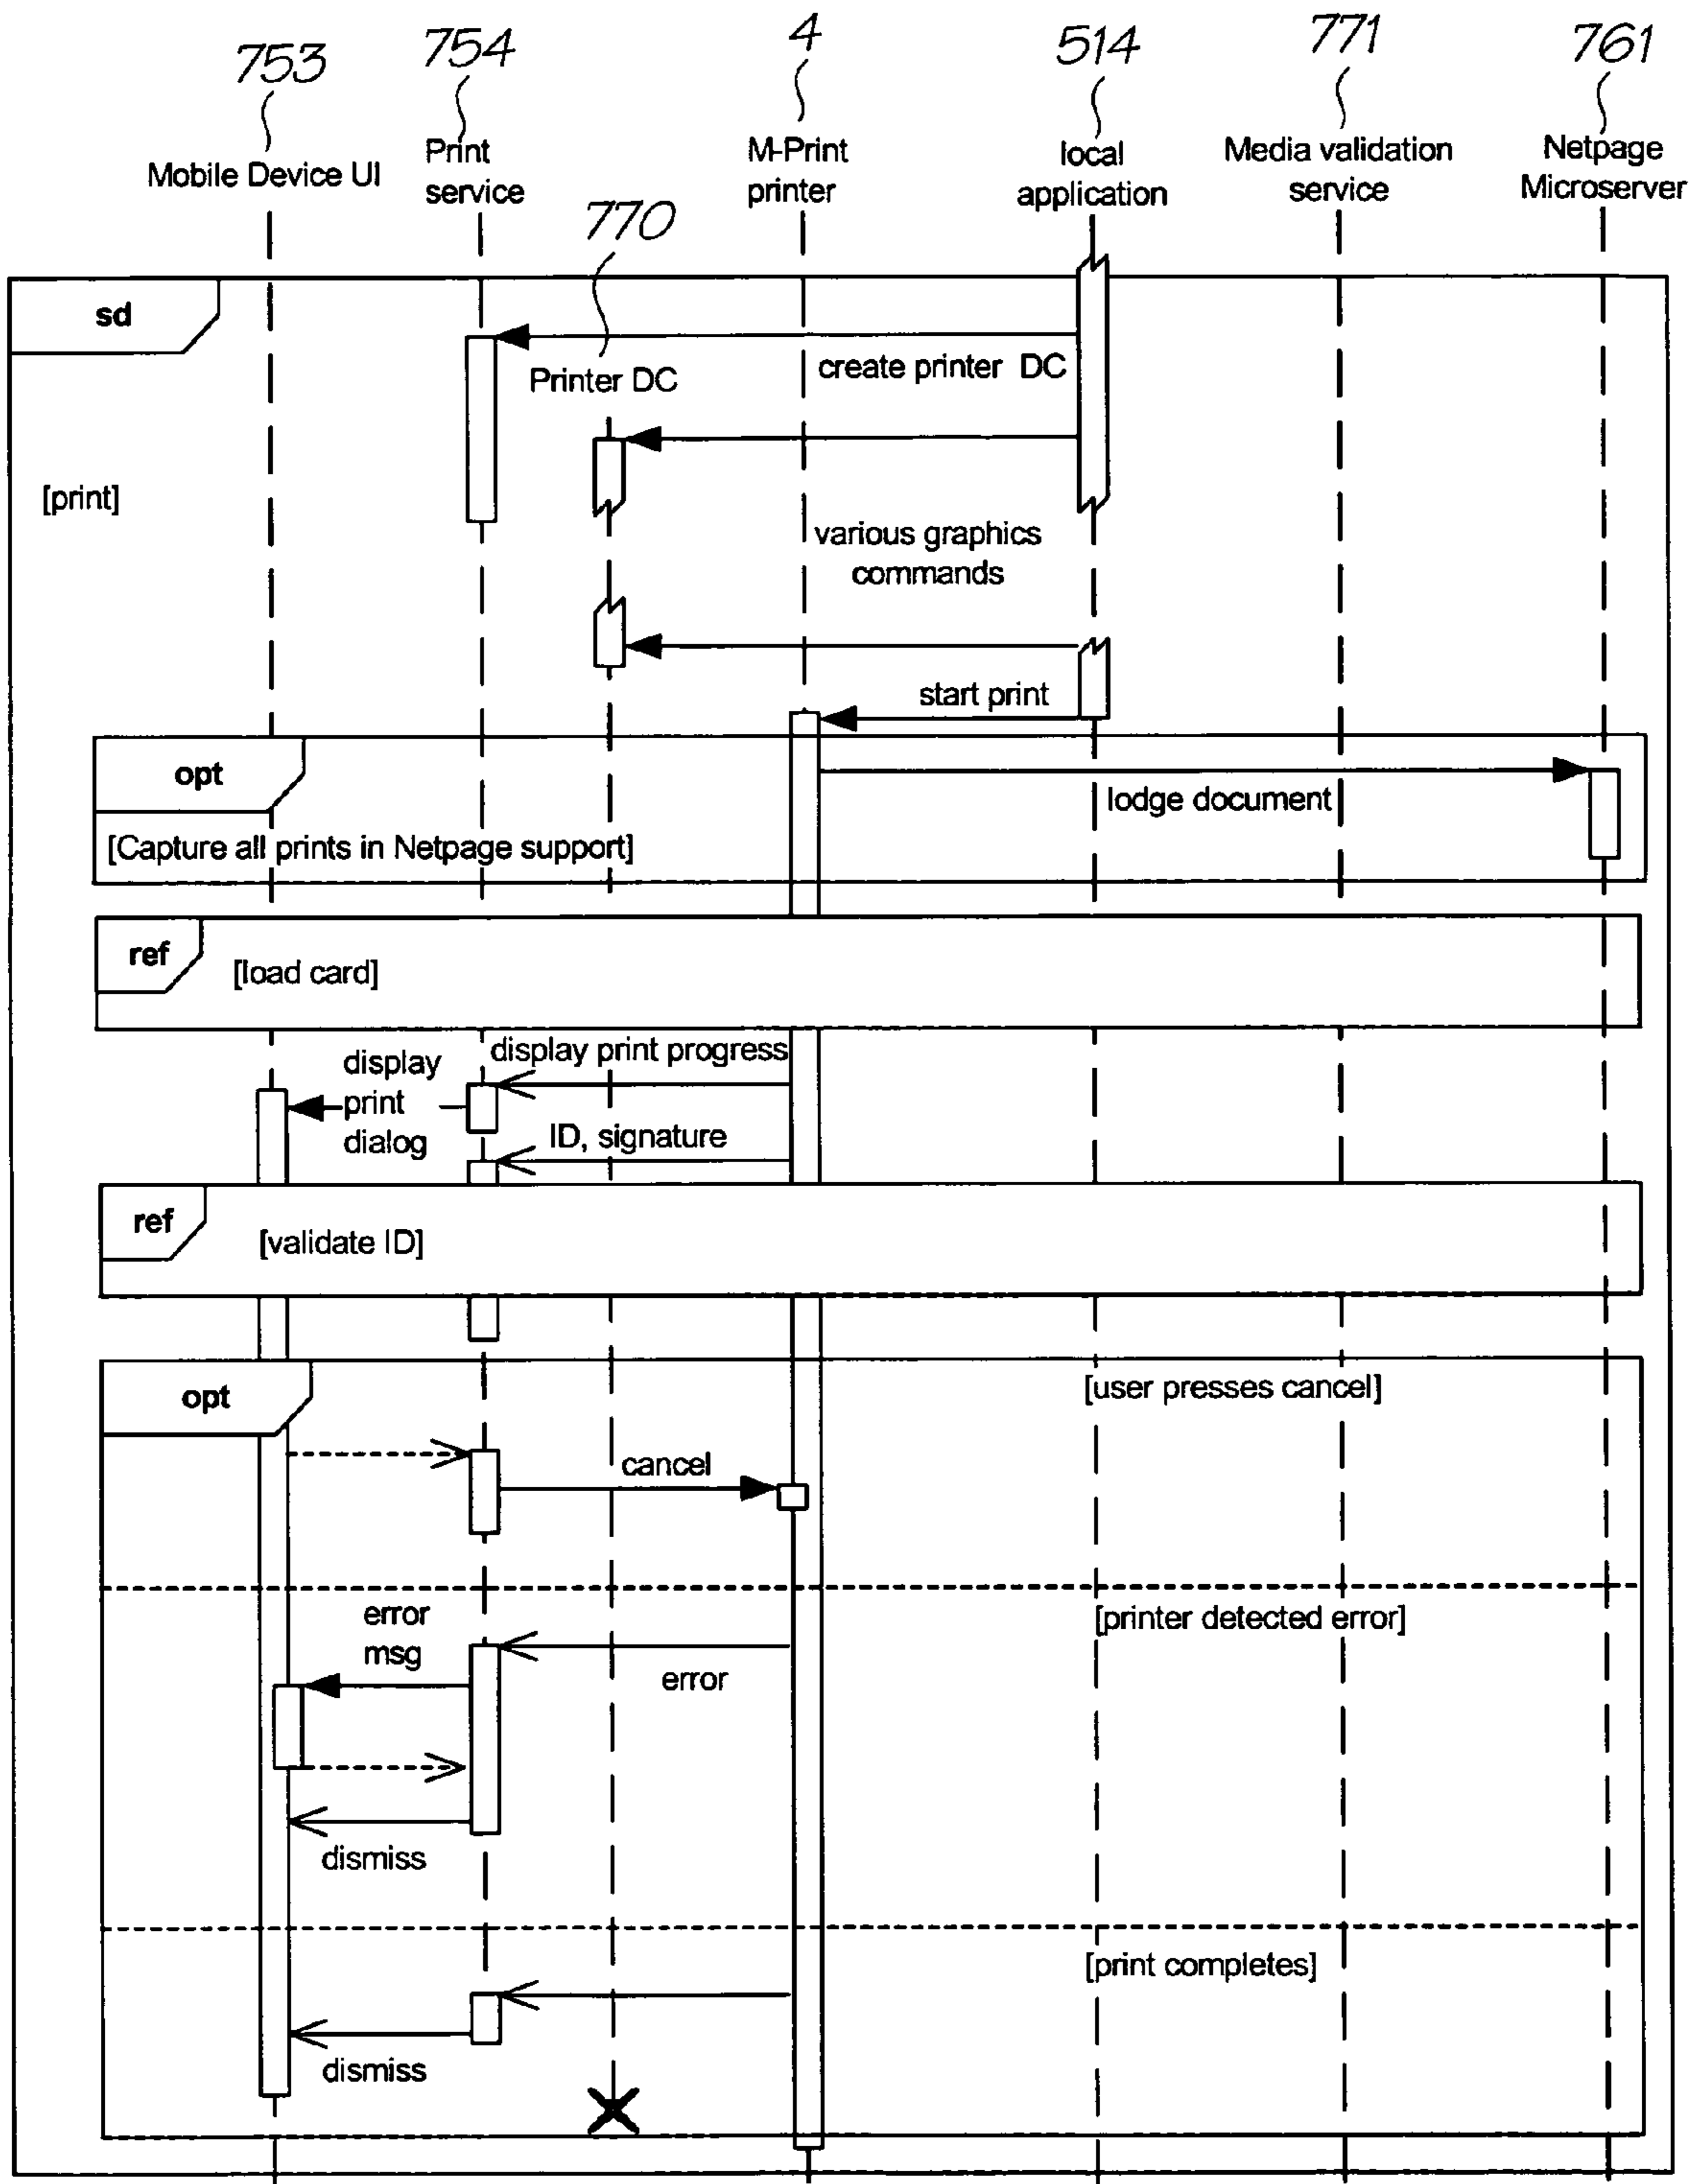 753
754
4
514
771
761
Mobile Device UI
Print
service
M-Print
printer
local
application
Media validation
service
Netpage
Microserver
770
sd
Printer DC
create printer DC
[print]
various graphics
commands
start print
opt
lodge document
[Capture all prints in Netpage support]
ref
[load card]
display print progress
display
print
dialog
ID, signature
ref
[validate ID]
opt
[user presses cancel]
cancel
[printer detected error]
error
msg
error
dismiss
[print completes]
dismiss